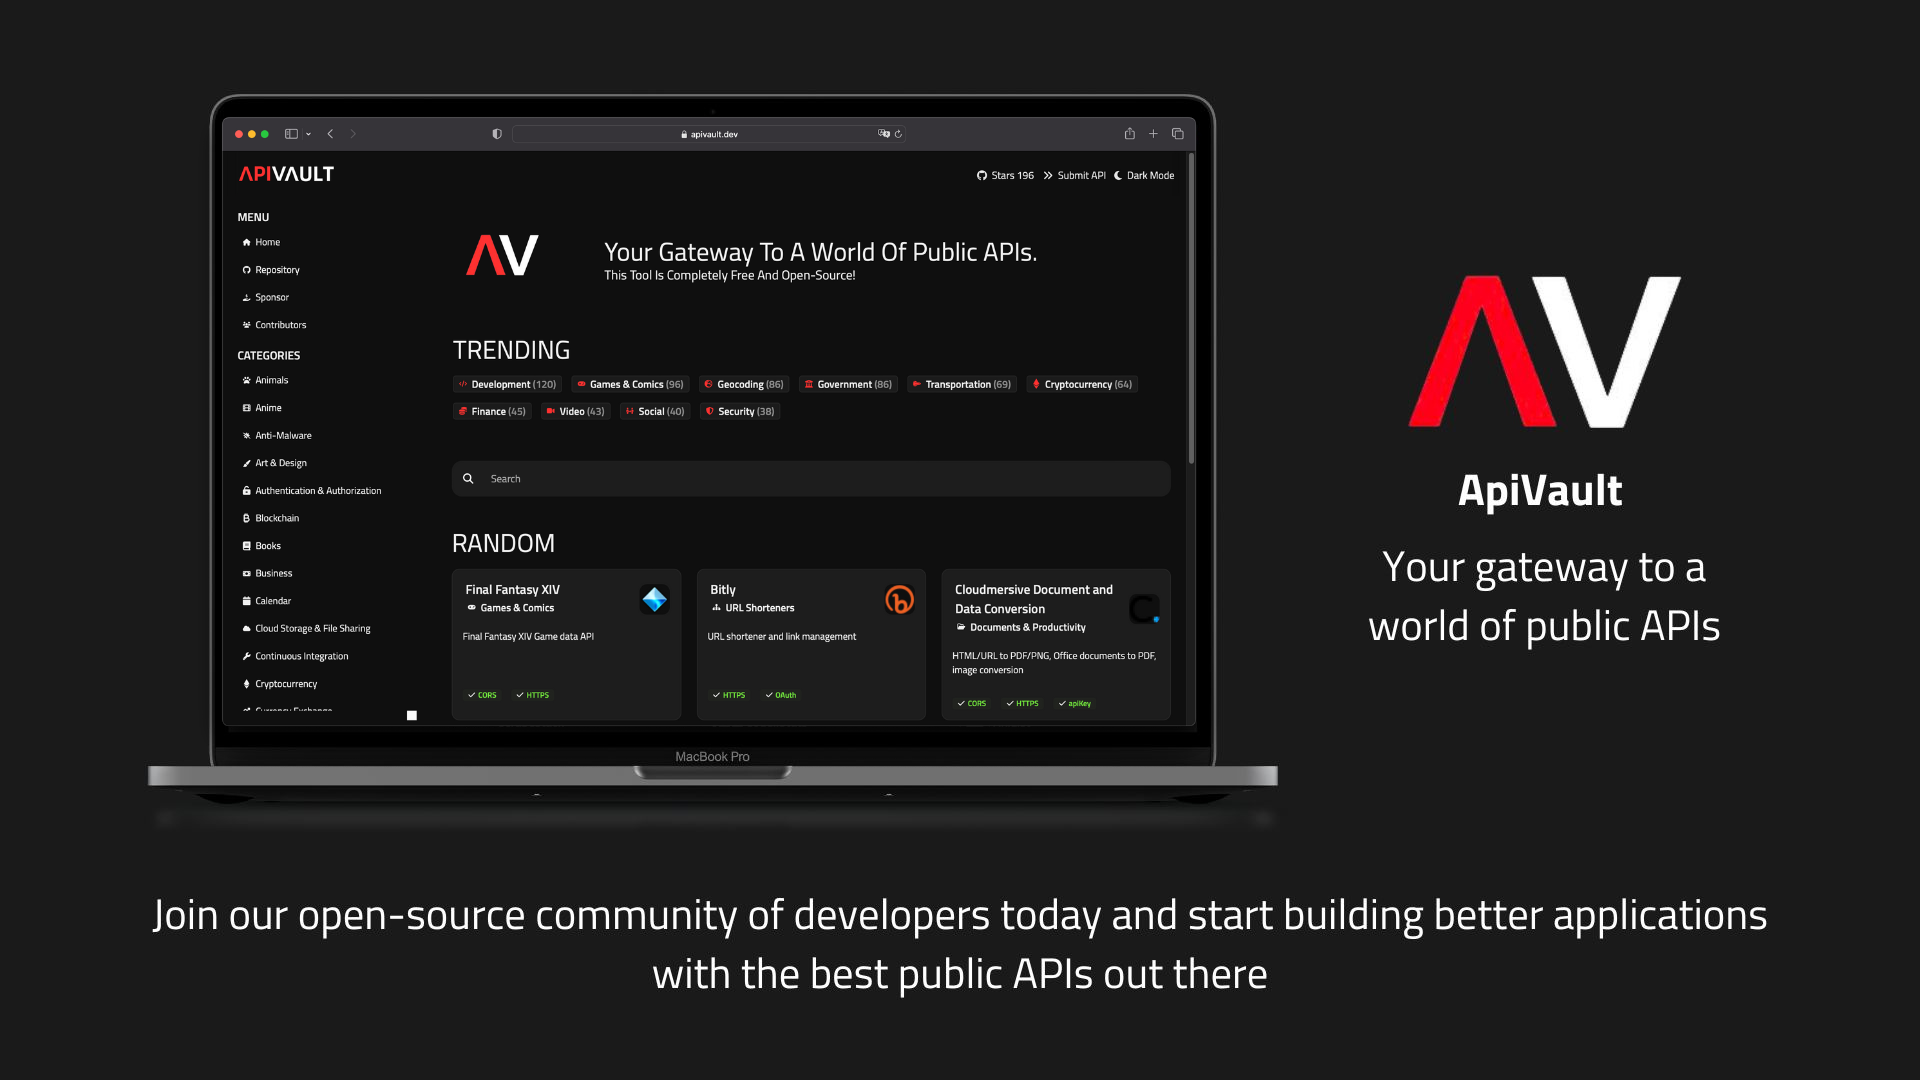 apivault.dev
APIVAULT
Stars 196
Submit API
Dark Mode
MENU
Home
Repository
Sponsor
Contributors
CATEGORIES
Animals
Anime
Anti-Malware
Art & Design
Authentication & Authorization
Blockchain
Books
Business
Calendar
Cloud Storage & File Sharing
Continuous Integration
Cryptocurrency
Currency Exchange
AV
Your Gateway To A World Of Public APIs.
This Tool Is Completely Free And Open-Source!
TRENDING
Development (120)
Games & Comics (96)
Geocoding (86)
Government (86)
Transportation (69)
Cryptocurrency (64)
Finance (45)
Video (43)
Social (40)
Security (38)
Search
RANDOM
Final Fantasy XIV
Games & Comics
Final Fantasy XIV Game data API
CORS
HTTPS
Bitly
URL Shorteners
URL shortener and link management
HTTPS
OAuth
Cloudmersive Document and
Data Conversion
Documents & Productivity
HTML/URL to PDF/PNG, Office documents to PDF,
image conversion
CORS
HTTPS
apiKey
MacBook Pro
AV
ApiVault
Your gateway to a
world of public APIs
Join our open-source community of developers today and start building better applications
with the best public APIs out there